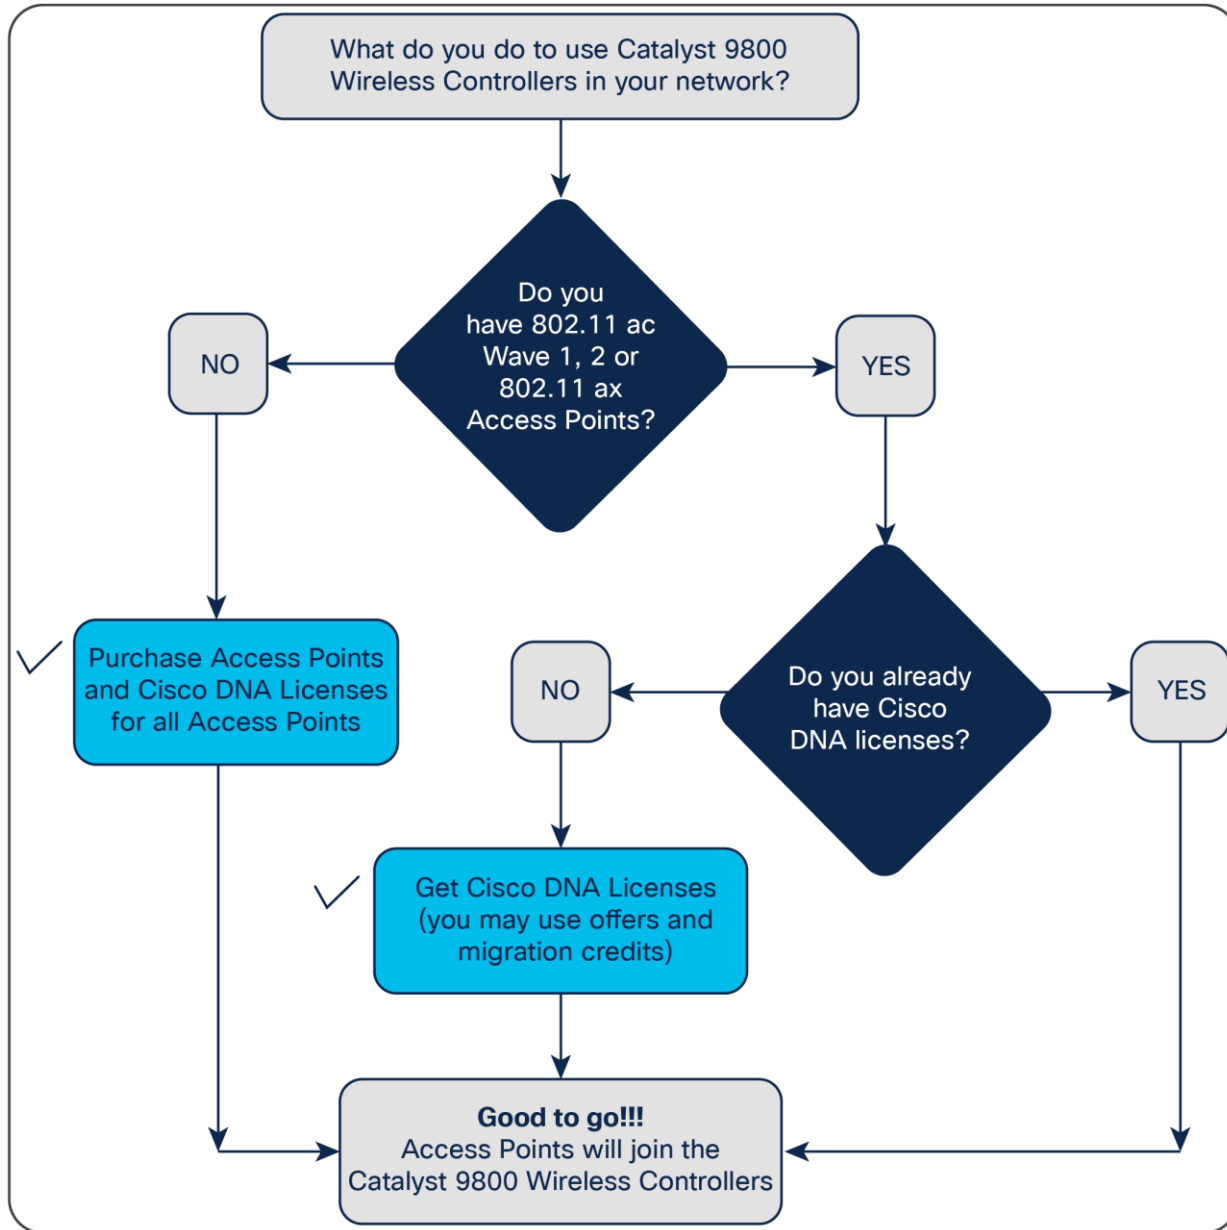 What do you do to use Catalyst 9800
Wireless Controllers in your network?
Do you
have 802.11 ac
Wave 1, 2 or
802.11 ax
Access Points?
NO
YES
Purchase Access Points
and Cisco DNA Licenses
for all Access Points
NO
Do you already
have Cisco
DNA licenses?
YES
Get Cisco DNA Licenses
(you may use offers and
migration credits)
Good to go!!!
Access Points will join the
Catalyst 9800 Wireless Controllers